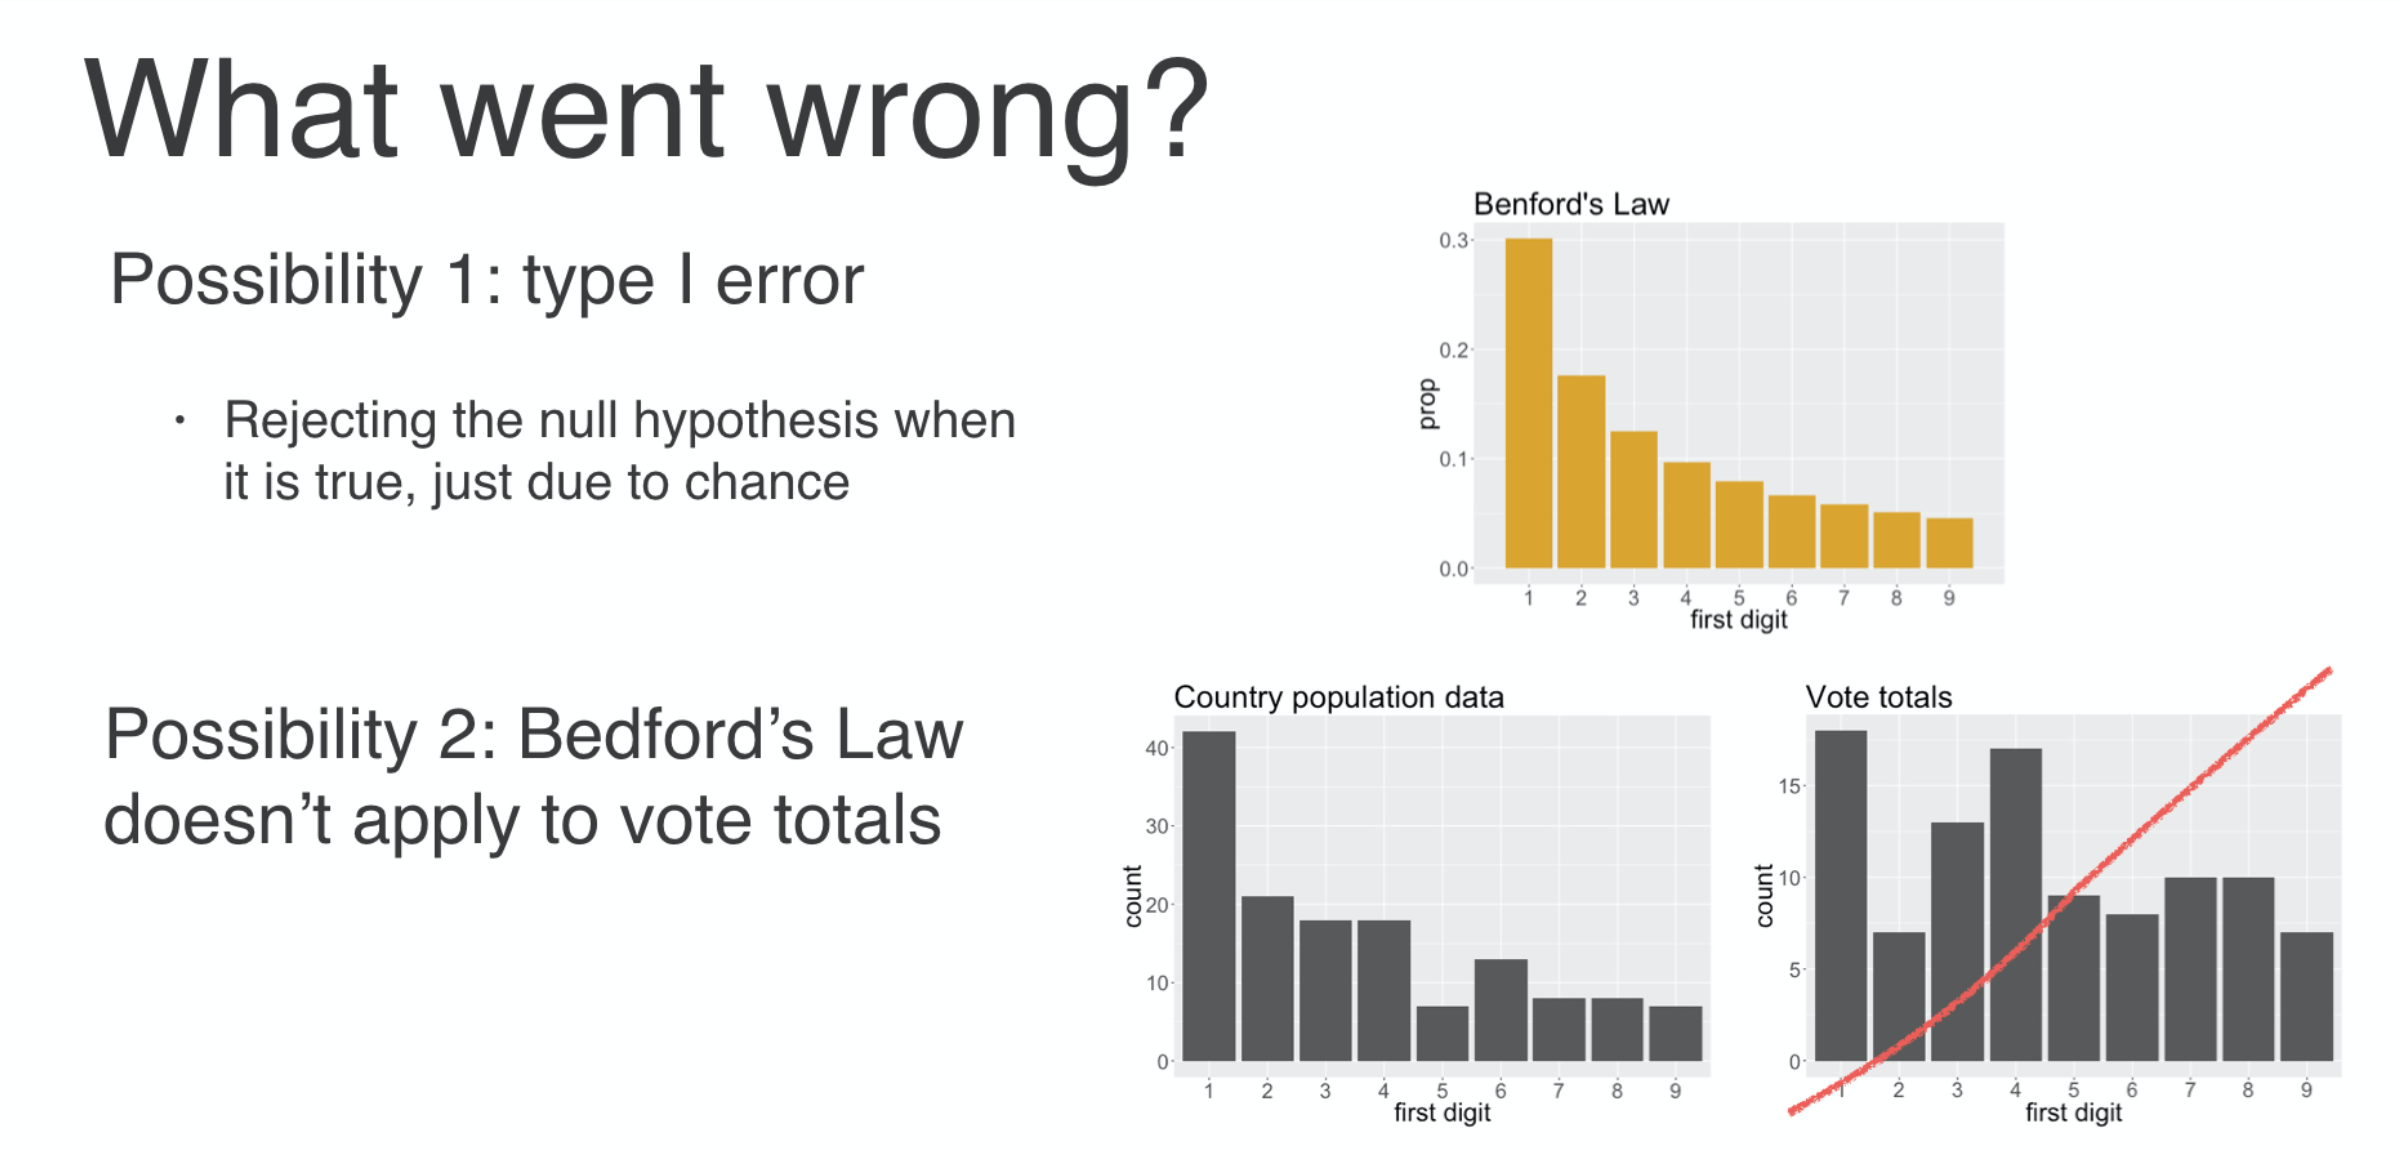 What went wrong?
Possibility 1: type I error
• Rejecting the null hypothesis when
it is true, just due to chance
Possibility 2: Bedford’s Law
doesn’t apply to vote totals
Benford's Law
prop
0.3
0.2
0.1
0.0
1 2 3 4 5 6 7 8 9
first digit
Country population data
count
40
30
20
10
0
1 2 3 4 5 6 7 8 9
first digit
Vote totals
count
15
10
5
0
1 2 3 4 5 6 7 8 9
first digit